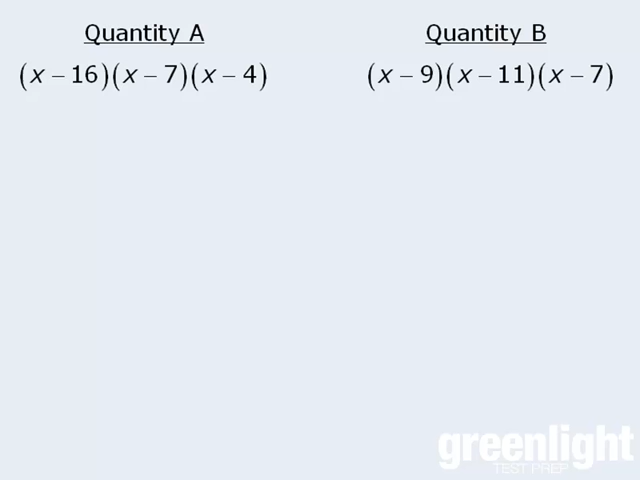 Quantity A Quantity B
(x – 16)(x – 7)(x – 4) (x – 9)(x – 11)(x – 7)
greenlight
TEST PREP